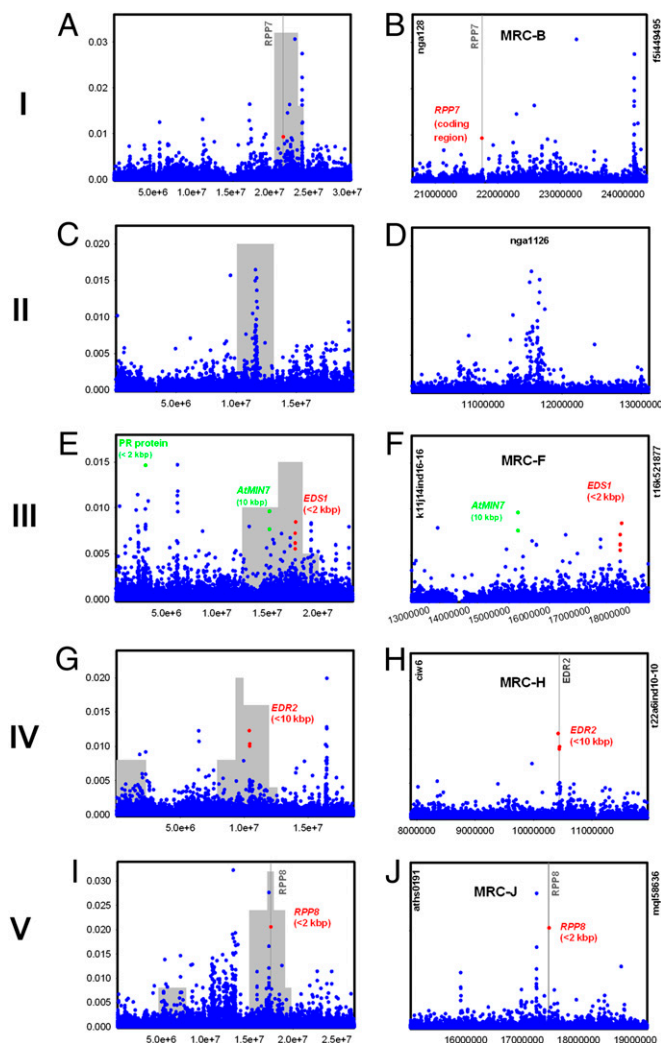 A
B
I
0.03
0.02
0.01
0.00
RPP7
5.0e+6
1.0e+7
1.5e+7
2.0e+7
2.5e+7
3.0e+7
nga128
RPP7
MRC-B
f5i449495
RPP7
(coding
region)
21000000
22000000
23000000
24000000
C
D
II
0.020
0.015
0.010
0.005
0.000
5.0e+6
1.0e+7
1.5e+7
nga1126
11000000
12000000
13000000
E
F
III
0.015
0.010
0.005
0.000
PR protein
(< 2 kbp)
AtMIN7
(10 kbp)
EDS1
(<2 kbp)
5.0e+6
1.0e+7
1.5e+7
2.0e+7
k11j14ind16-16
MRC-F
t16k521877
AtMIN7
(10 kbp)
EDS1
(<2 kbp)
13000000
14000000
15000000
16000000
17000000
18000000
G
H
IV
0.020
0.015
0.010
0.005
0.000
EDR2
(<10 kbp)
5.0e+6
1.0e+7
1.5e+7
ciw6
MRC-H
EDR2
t22a6ind10-10
EDR2
(<10 kbp)
8000000
9000000
10000000
11000000
I
J
V
0.030
0.025
0.020
0.015
0.010
0.005
0.000
RPP8
RPP8
(<2 kbp)
5.0e+6
1.0e+7
1.5e+7
2.0e+7
2.5e+7
aths0191
MRC-J
RPP8
mql58636
RPP8
(<2 kbp)
16000000
17000000
18000000
19000000